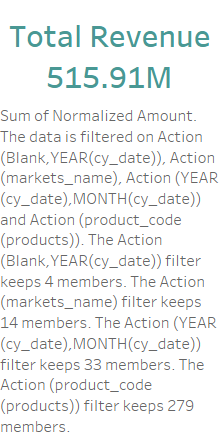 Total Revenue
515.91M
Sum of Normalized Amount.
The data is filtered on Action
(Blank,YEAR(cy_date)), Action
(markets_name), Action (YEAR
(cy_date),MONTH(cy_date))
and Action (product_code
(products)). The Action
(Blank,YEAR(cy_date)) filter
keeps 4 members. The Action
(markets_name) filter keeps
14 members. The Action (YEAR
(cy_date),MONTH(cy_date))
filter keeps 33 members. The
Action (product_code
(products)) filter keeps 279
members.